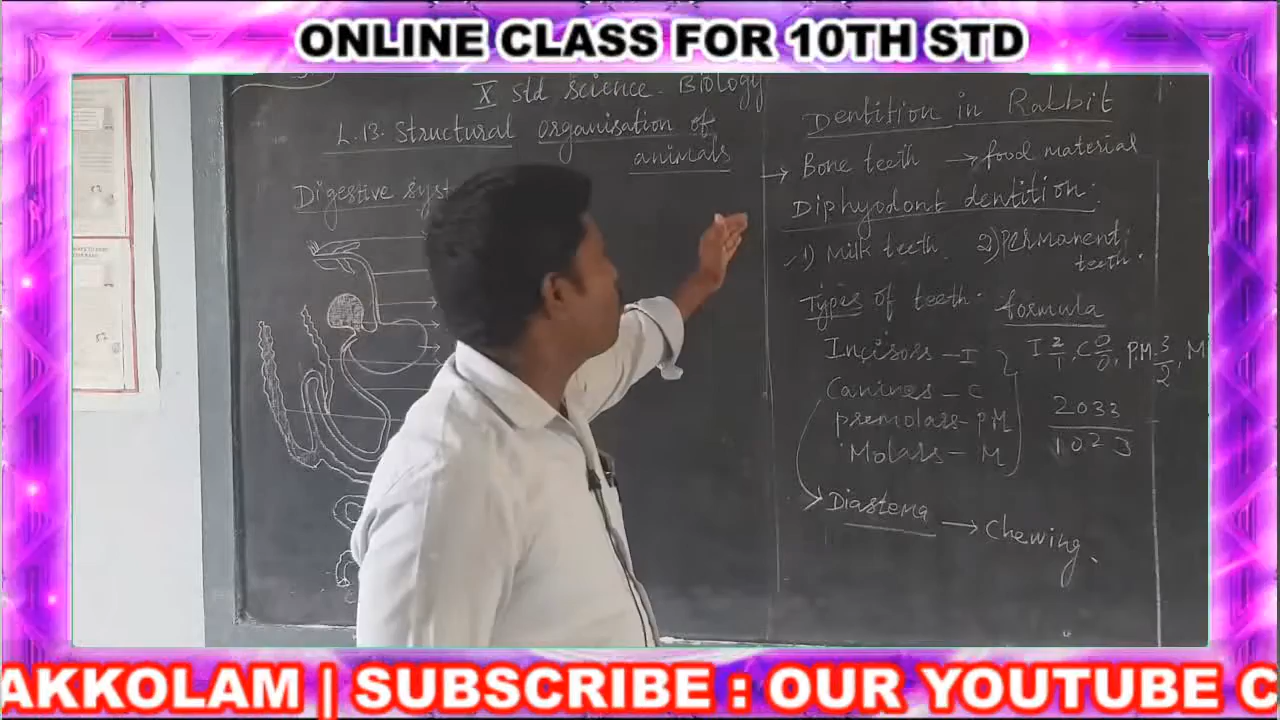 ONLINE CLASS FOR 10TH STD
X std science - Biology
L.13. Structural organisation of
animals
Digestive syst
Dentition in Rabbit
→ Bone teeth → food material
Diphyodont dentition:
1) Milk teeth 2) Permanent
teeth.
Types of teeth. formula
Incisors - I I 2/1, C 0/0, P.M. 3/2, M
Canines - C
premolars - P.M
Molars - M
2033
1023
Diastema → Chewing.
AKKOLAM | SUBSCRIBE : OUR YOUTUBE C